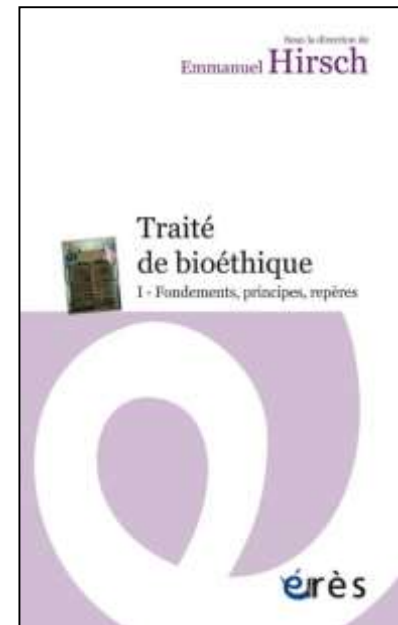 Sous la direction de
Emmanuel Hirsch
Traité
de bioéthique
I - Fondements, principes, repères
érès